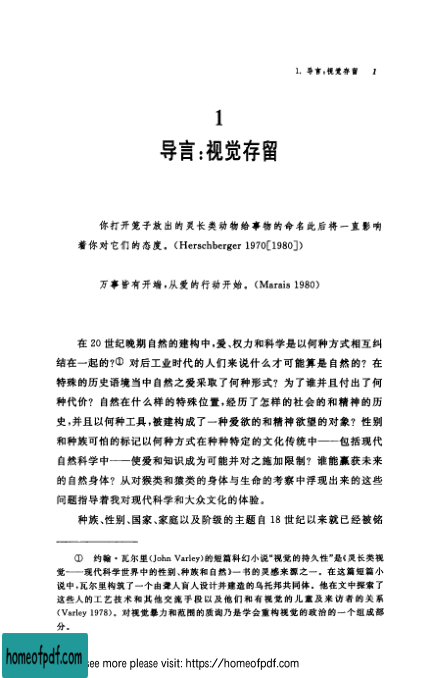 1. 导言:视觉存留 1
1
导言:视觉存留
你打开笼子放出的灵长类动物给事物的命名此后将一直影响
着你对它们的态度。(Herschberger 1970[1980])
万事皆有开端,从爱的行动开始。(Marais 1980)
在 20 世纪晚期自然的建构中,爱、权力和科学是以何种方式相互纠
结在一起的?① 对后工业时代的人们来说什么才可能算是自然的? 在
特殊的历史语境当中自然之爱采取了何种形式? 为了谁并且付出了何
种代价? 自然在什么样的特殊位置,经历了怎样的社会的和精神的历
史,并且以何种工具,被建构成了一种爱欲的和精神欲望的对象? 性别
和种族可怕的标记以何种方式在种种特定的文化传统中——包括现代
自然科学中——使爱和知识成为可能并对之施加限制? 谁能赢获未来
的自然身体? 从对猴类和猿类的身体与生命的考察中浮现出来的这些
问题指导着我对现代科学和大众文化的体验。
种族、性别、国家、家庭以及阶级的主题自 18 世纪以来就已经被铭
① 约翰·瓦尔里(John Varley)的短篇科幻小说“视觉的持久性”是《灵长类视
觉——现代科学世界中的性别、种族和自然》一书的灵感来源之一。在这篇短篇小
说中,瓦尔里构筑了一个由聋人盲人设计并建造的乌托邦共同体。他在文中探索了
这些人的工艺技术和其他交流手段以及他们和有视觉的儿童及来访者的关系
(Varley 1978)。对视觉暴力和范围的质询乃是学会重构视觉的政治的一个组成部
分。
homeofpdf.com
see more please visit: https://homeofpdf.com